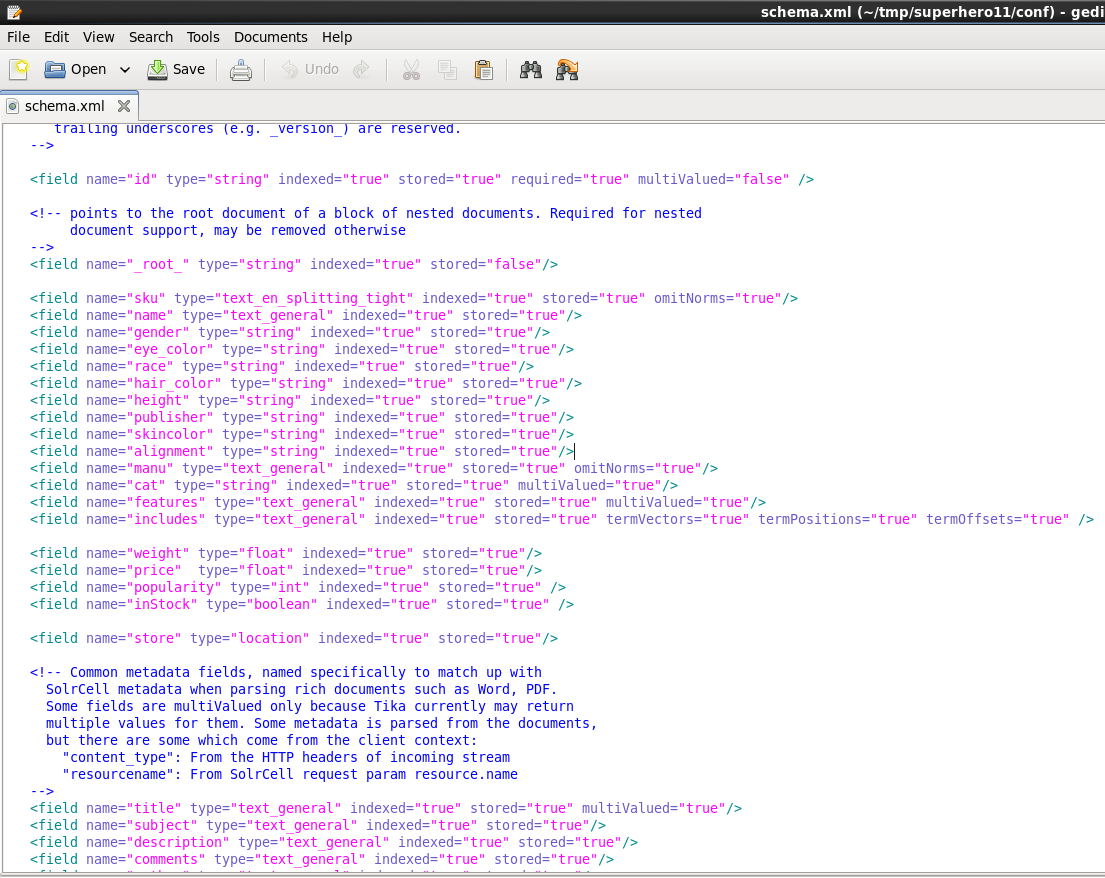 schema.xml (~/tmp/superhero11/conf) - gedi
File Edit View Search Tools Documents Help
Open Save Undo
schema.xml
trailing underscores (e.g. _version_) are reserved.
-->
<field name="id" type="string" indexed="true" stored="true" required="true" multiValued="false" />
<!-- points to the root document of a block of nested documents. Required for nested
document support, may be removed otherwise
-->
<field name="_root_" type="string" indexed="true" stored="false"/>
<field name="sku" type="text_en_splitting_tight" indexed="true" stored="true" omitNorms="true"/>
<field name="name" type="text_general" indexed="true" stored="true"/>
<field name="gender" type="string" indexed="true" stored="true"/>
<field name="eye_color" type="string" indexed="true" stored="true"/>
<field name="race" type="string" indexed="true" stored="true"/>
<field name="hair_color" type="string" indexed="true" stored="true"/>
<field name="height" type="string" indexed="true" stored="true"/>
<field name="publisher" type="string" indexed="true" stored="true"/>
<field name="skincolor" type="string" indexed="true" stored="true"/>
<field name="alignment" type="string" indexed="true" stored="true"/>
<field name="manu" type="text_general" indexed="true" stored="true" omitNorms="true"/>
<field name="cat" type="string" indexed="true" stored="true" multiValued="true"/>
<field name="features" type="text_general" indexed="true" stored="true" multiValued="true"/>
<field name="includes" type="text_general" indexed="true" stored="true" termVectors="true" termPositions="true" termOffsets="true" />
<field name="weight" type="float" indexed="true" stored="true"/>
<field name="price"  type="float" indexed="true" stored="true"/>
<field name="popularity" type="int" indexed="true" stored="true" />
<field name="inStock" type="boolean" indexed="true" stored="true" />
<field name="store" type="location" indexed="true" stored="true"/>
<!-- Common metadata fields, named specifically to match up with
SolrCell metadata when parsing rich documents such as Word, PDF.
Some fields are multiValued only because Tika currently may return
multiple values for them. Some metadata is parsed from the documents,
but there are some which come from the client context:
"content_type": From the HTTP headers of incoming stream
"resourcename": From SolrCell request param resource.name
-->
<field name="title" type="text_general" indexed="true" stored="true" multiValued="true"/>
<field name="subject" type="text_general" indexed="true" stored="true"/>
<field name="description" type="text_general" indexed="true" stored="true"/>
<field name="comments" type="text_general" indexed="true" stored="true"/>